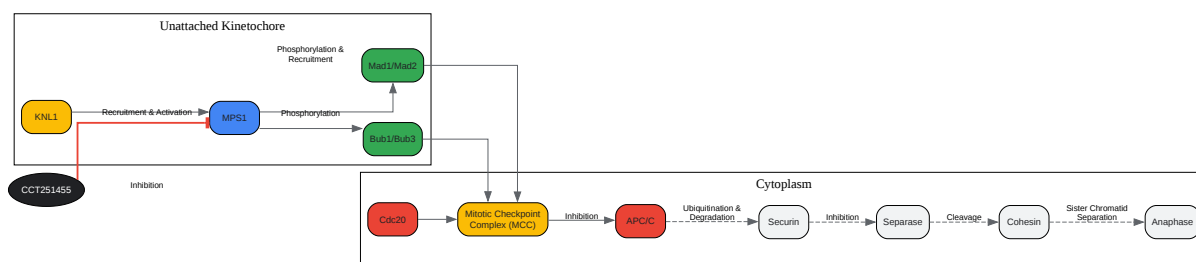 Unattached Kinetochore
Phosphorylation &
Recruitment
Mad1/Mad2
KNL1
Recruitment & Activation
MPS1
Phosphorylation
Bub1/Bub3
CCT251455
Inhibition
Cytoplasm
Cdc20
Mitotic Checkpoint
Complex (MCC)
Inhibition
APC/C
Ubiquitination &
Degradation
Securin
Inhibition
Separase
Cleavage
Cohesin
Sister Chromatid
Separation
Anaphase